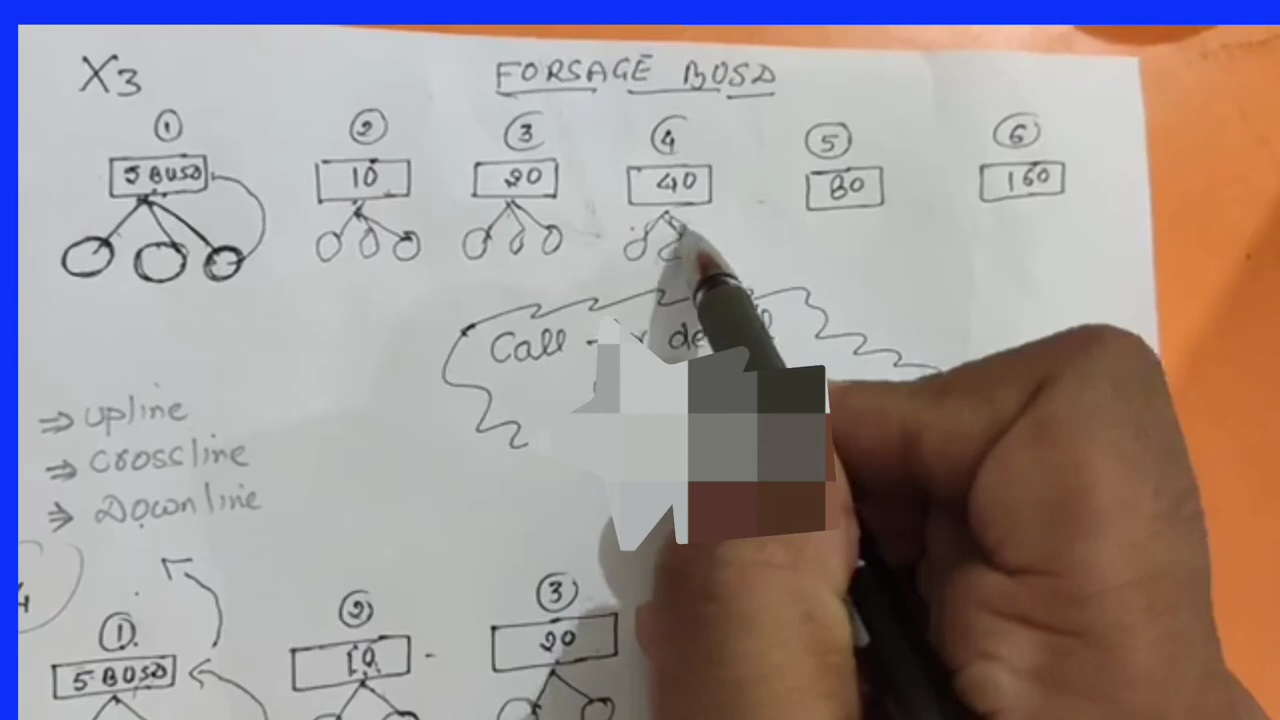 X3
FORSAGE BUSD
① ② ③ ④ ⑤ ⑥
5 BUSD 10 20 40 80 160
Call
⇒ upline
⇒ crossline
⇒ Downline
① ② ③
5 BUSD 10 20